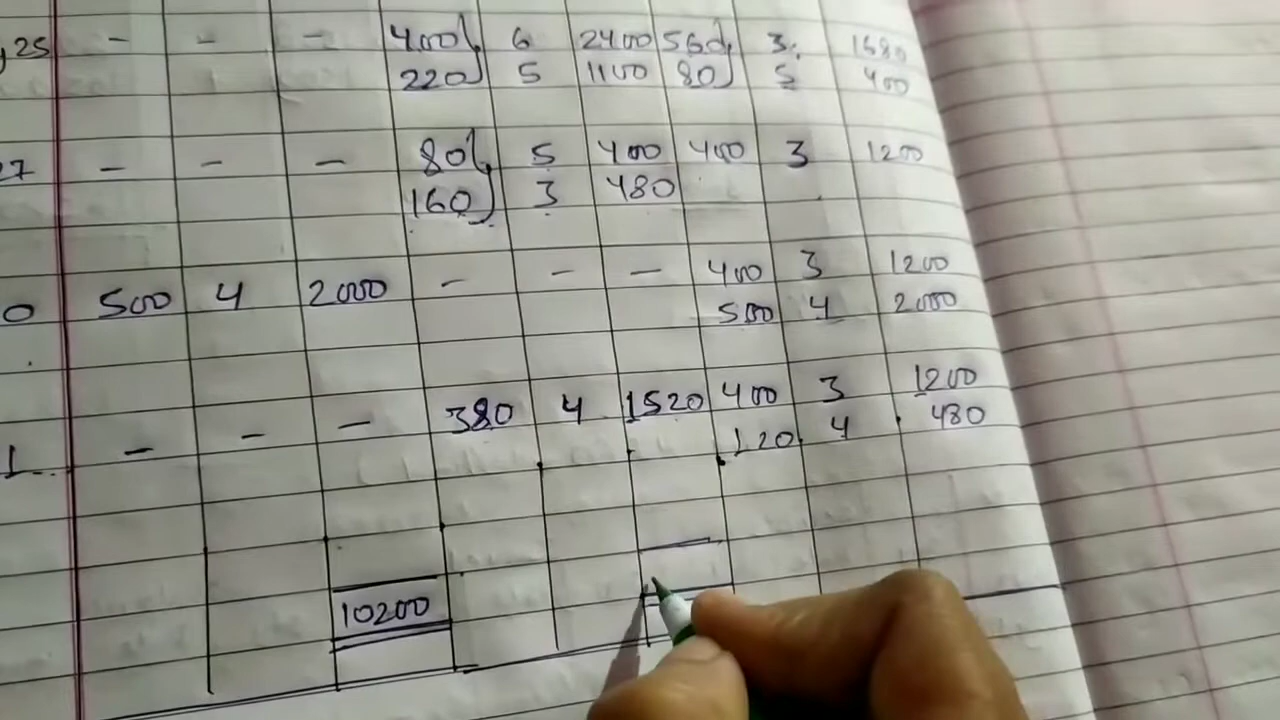 25 - - - 400 6 2400 560 3 1680
220 5 1100 80 5 400
27 - - - 80 5 400 400 3 1200
160 3 480
0 500 4 2000 - - - 400 3 1200
500 4 2000
1 - - - 380 4 1520 400 3 1200
120 4 480
10200